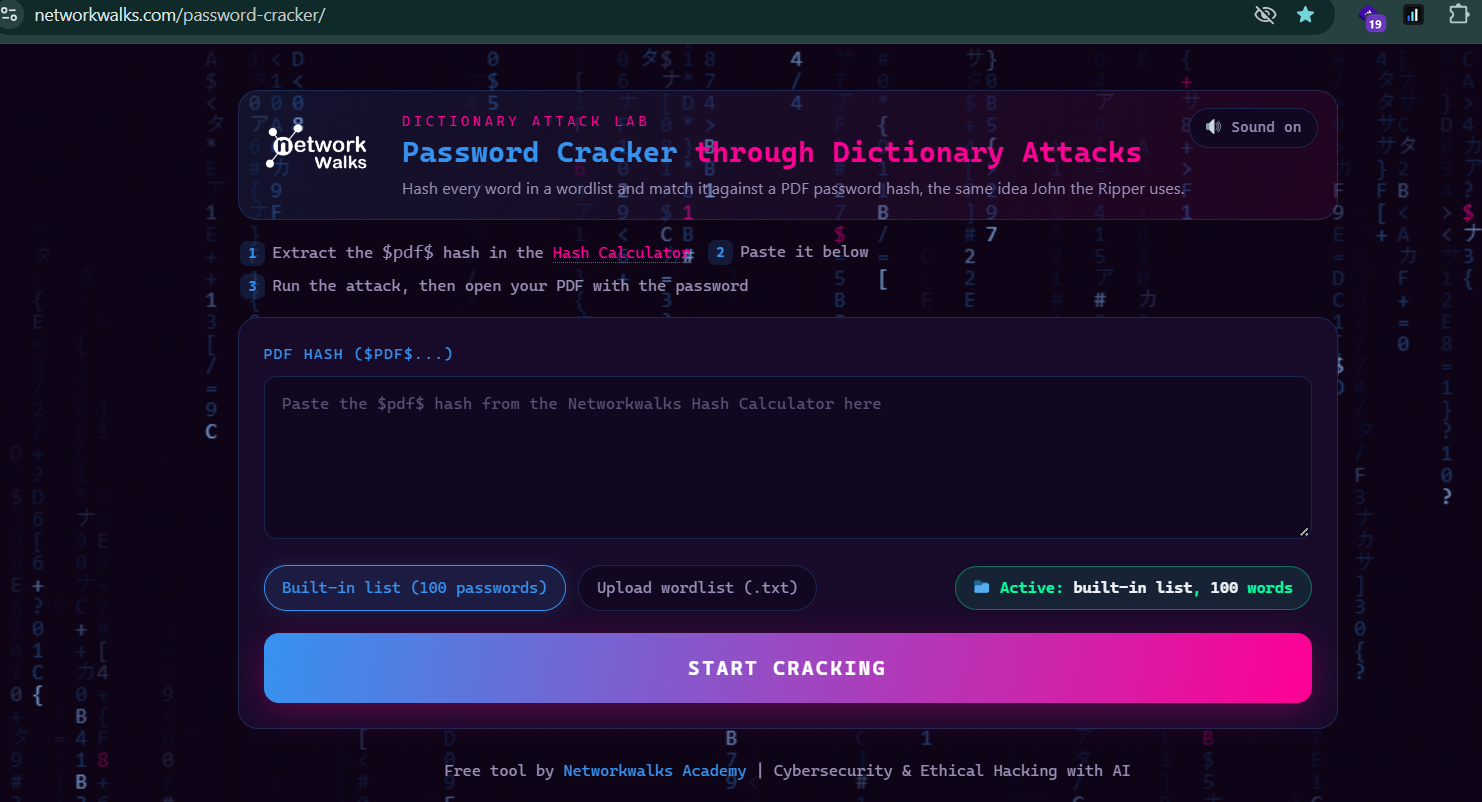 networkwalks.com/password-cracker/
19
network
Walks
DICTIONARY ATTACK LAB
Password Cracker through Dictionary Attacks
Hash every word in a wordlist and match it against a PDF password hash, the same idea John the Ripper uses.
Sound on
1 Extract the $pdf$ hash in the Hash Calculator 2 Paste it below
3 Run the attack, then open your PDF with the password
PDF HASH ($PDF$...)
Paste the $pdf$ hash from the Networkwalks Hash Calculator here
Built-in list (100 passwords) Upload wordlist (.txt) Active: built-in list, 100 words
START CRACKING
Free tool by Networkwalks Academy | Cybersecurity & Ethical Hacking with AI